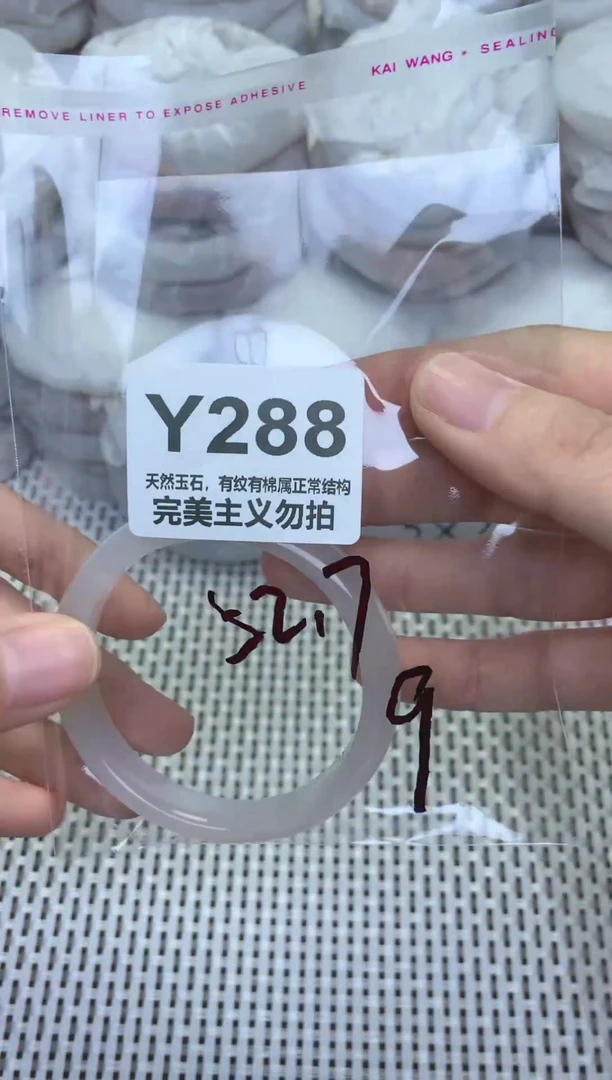 REMOVE LINER TO EXPOSE ADHESIVE
KAI WANG • SEALING
Y288
天然玉石，有纹有棉属正常结构
完美主义勿拍
52.7
9